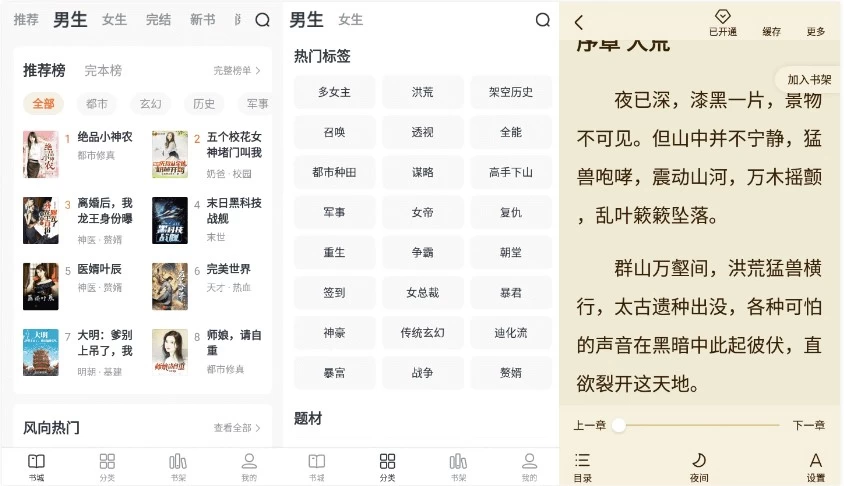 推荐 男生 女生 完结 新书
推荐榜 完本榜 完整榜单 >
全部 都市 玄幻 历史 军事
1 绝品小神农
都市修真
2 五个校花女
神堵门叫我
奶爸 · 校园
3 离婚后，我
龙王身份曝
神医 · 赘婿
4 末日黑科技
战舰
末世
5 医婿叶辰
神医 · 赘婿
6 完美世界
天才 · 热血
7 大明：爹别
上吊了，我
明朝 · 基建
8 师娘，请自
重
都市修真
大明
风向热门 查看全部 >
书城 分类 书架 我的
男生 女生
热门标签
多女主 洪荒 架空历史
召唤 透视 全能
都市种田 谋略 高手下山
军事 女帝 复仇
重生 争霸 朝堂
签到 女总裁 暴君
神豪 传统玄幻 迪化流
暴富 战争 赘婿
题材
书城 分类 书架 我的
已开通 缓存 更多
序章 大荒
加入书架
夜已深，漆黑一片，景物
不可见。但山中并不宁静，猛
兽咆哮，震动山河，万木摇颤
，乱叶簌簌坠落。
群山万壑间，洪荒猛兽横
行，太古遗种出没，各种可怕
的声音在黑暗中此起彼伏，直
欲裂开这天地。
上一章 下一章
目录 夜间 设置